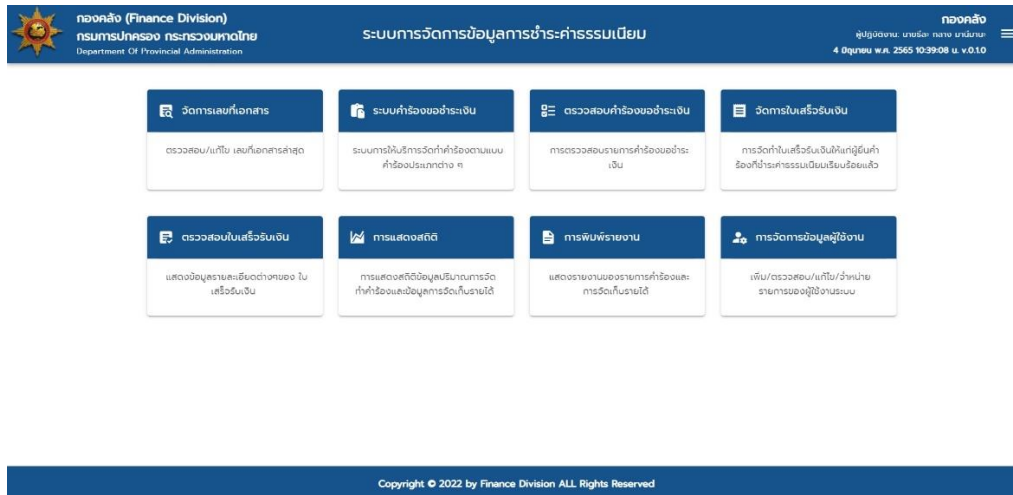 กองคลัง (Finance Division)
กรมการปกครอง กระทรวงมหาดไทย
Department Of Provincial Administration
ระบบการจัดการข้อมูลการชำระค่าธรรมเนียม
กองคลัง
ผู้ปฏิบัติงาน:
4 มิถุนายน พ.ศ. 2565 10:39:08 น. v.0.1.0
จัดการเลขที่เอกสาร
ตรวจสอบ/แก้ไข เลขที่เอกสารล่าสุด
ระบบคำร้องขอชำระเงิน
ระบบการให้บริการจัดทำคำร้องตามแบบ
คำร้องประเภทต่าง ๆ
ตรวจสอบคำร้องขอชำระเงิน
การตรวจสอบรายการคำร้องขอชำระ
เงิน
จัดการใบเสร็จรับเงิน
การจัดทำใบเสร็จรับเงินให้แก่ผู้ยื่นคำ
ร้องที่ชำระค่าธรรมเนียมเรียบร้อยแล้ว
ตรวจสอบใบเสร็จรับเงิน
แสดงข้อมูลรายละเอียดต่างๆของ ใบ
เสร็จรับเงิน
การแสดงสถิติ
การแสดงสถิติข้อมูลปริมาณการจัด
ทำคำร้องและข้อมูลการจัดเก็บรายได้
การพิมพ์รายงาน
แสดงรายงานของรายการคำร้องและ
การจัดเก็บรายได้
การจัดการข้อมูลผู้ใช้งาน
เพิ่ม/ตรวจสอบ/แก้ไข/จำหน่าย
รายการของผู้ใช้งานระบบ
Copyright © 2022 by Finance Division ALL Rights Reserved